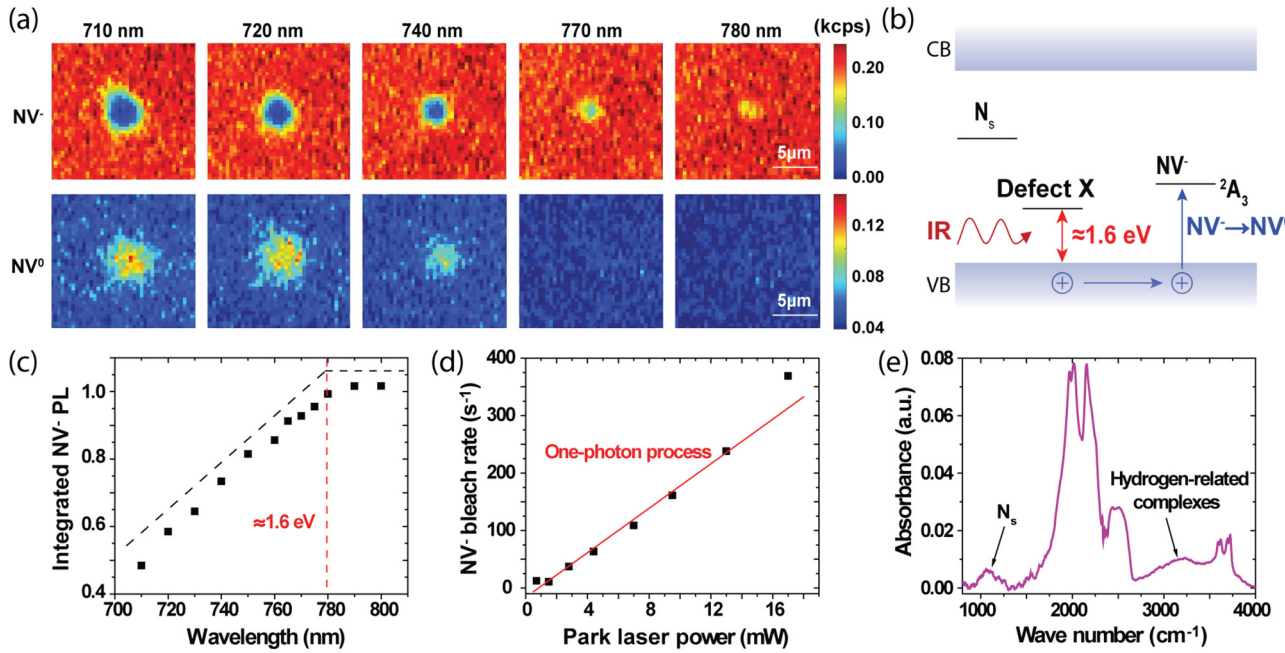 (a)
710 nm 720 nm 740 nm 770 nm 780 nm (kcps)
NV-
0.20
0.10
0.00
5μm
NV⁰
0.12
0.08
0.04
5μm
(b)
CB
Nₛ
NV-
Defect X
²A₃
IR
≈1.6 eV
NV-→NV⁰
VB
+ +
(c)
Integrated NV- PL
1.0
0.8
0.6
0.4
≈1.6 eV
700 720 740 760 780 800
Wavelength (nm)
(d)
NV- bleach rate (s⁻¹)
400
300
200
100
0
One-photon process
0 4 8 12 16
Park laser power (mW)
(e)
Absorbance (a.u.)
0.08
0.06
0.04
0.02
0.00
Nₛ
Hydrogen-related
complexes
1000 2000 3000 4000
Wave number (cm⁻¹)